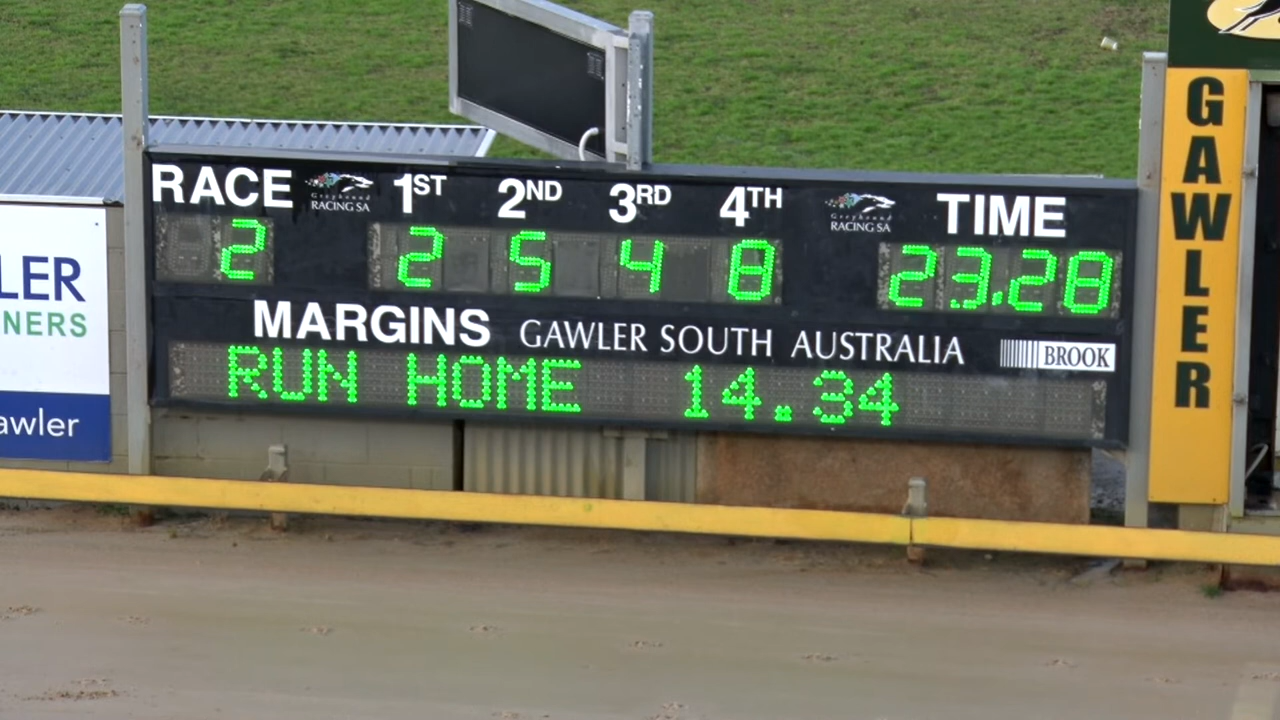 RACE Greyhound RACING SA 1ST 2ND 3RD 4TH Greyhound RACING SA TIME
2 2 5 4 8 23.28
MARGINS GAWLER SOUTH AUSTRALIA BROOK
RUN HOME 14.34
GAWLER
LER
NERS
awler